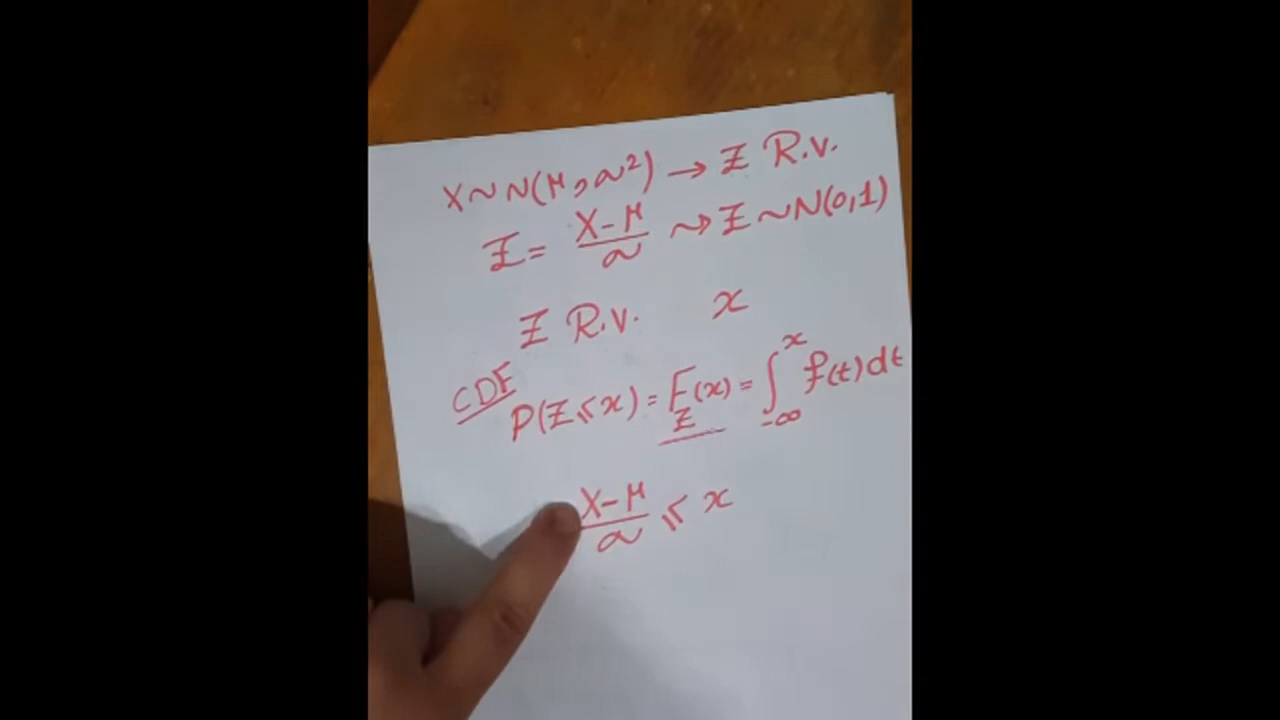 X ~ N(μ, σ²) → Z R.v.
Z = (X-μ)/σ ⇝ Z ~ N(0,1)
Z R.v. x
CDF
P(Z ≤ x) = F_Z(x) = ∫_{-∞}^{x} f(t) dt
(X-μ)/σ ≤ x